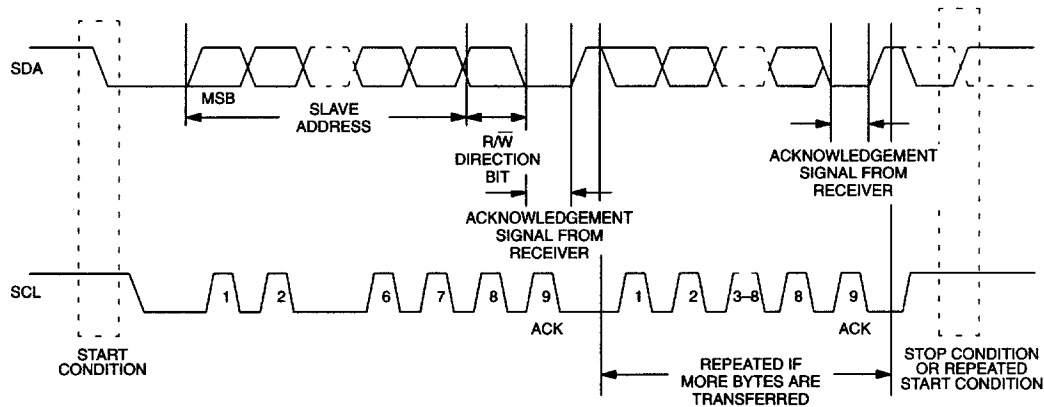 SDA
MSB
SLAVE
ADDRESS
R/W̅
DIRECTION
BIT
ACKNOWLEDGEMENT
SIGNAL FROM
RECEIVER
ACKNOWLEDGEMENT
SIGNAL FROM
RECEIVER
SCL
1 2 6 7 8 9 1 2 3–8 8 9
ACK
ACK
START
CONDITION
REPEATED IF
MORE BYTES ARE
TRANSFERRED
STOP CONDITION
OR REPEATED
START CONDITION